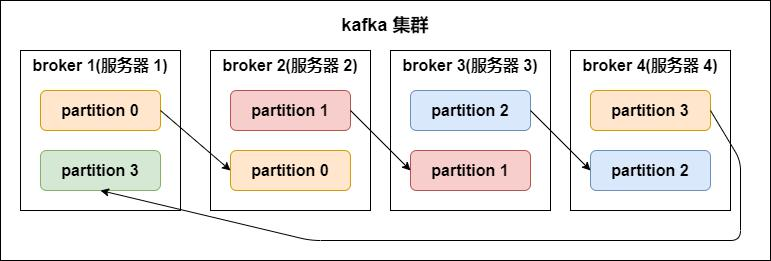 kafka 集群
broker 1(服务器 1)
partition 0
partition 3
broker 2(服务器 2)
partition 1
partition 0
broker 3(服务器 3)
partition 2
partition 1
broker 4(服务器 4)
partition 3
partition 2